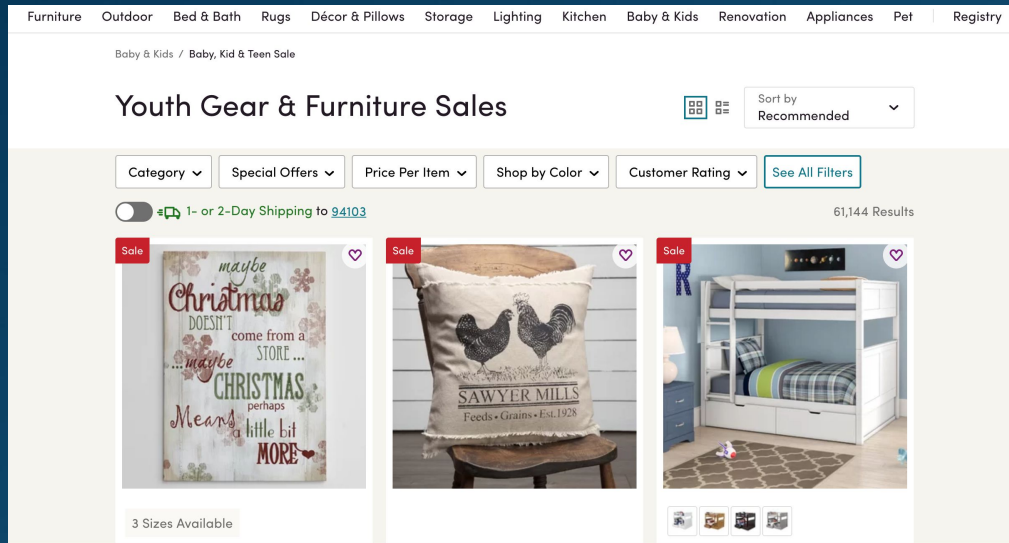 Furniture Outdoor Bed & Bath Rugs Décor & Pillows Storage Lighting Kitchen Baby & Kids Renovation Appliances Pet Registry
Baby & Kids / Baby, Kid & Teen Sale
Youth Gear & Furniture Sales
Sort by
Recommended
Category
Special Offers
Price Per Item
Shop by Color
Customer Rating
See All Filters
1- or 2-Day Shipping to 94103
61,144 Results
Sale
maybe
Christmas
DOESN'T
come from a
STORE ...
...maybe
CHRISTMAS
perhaps
Means
a little bit
MORE
3 Sizes Available
Sale
SAWYER MILLS
Feeds • Grains • Est. 1928
Sale
R